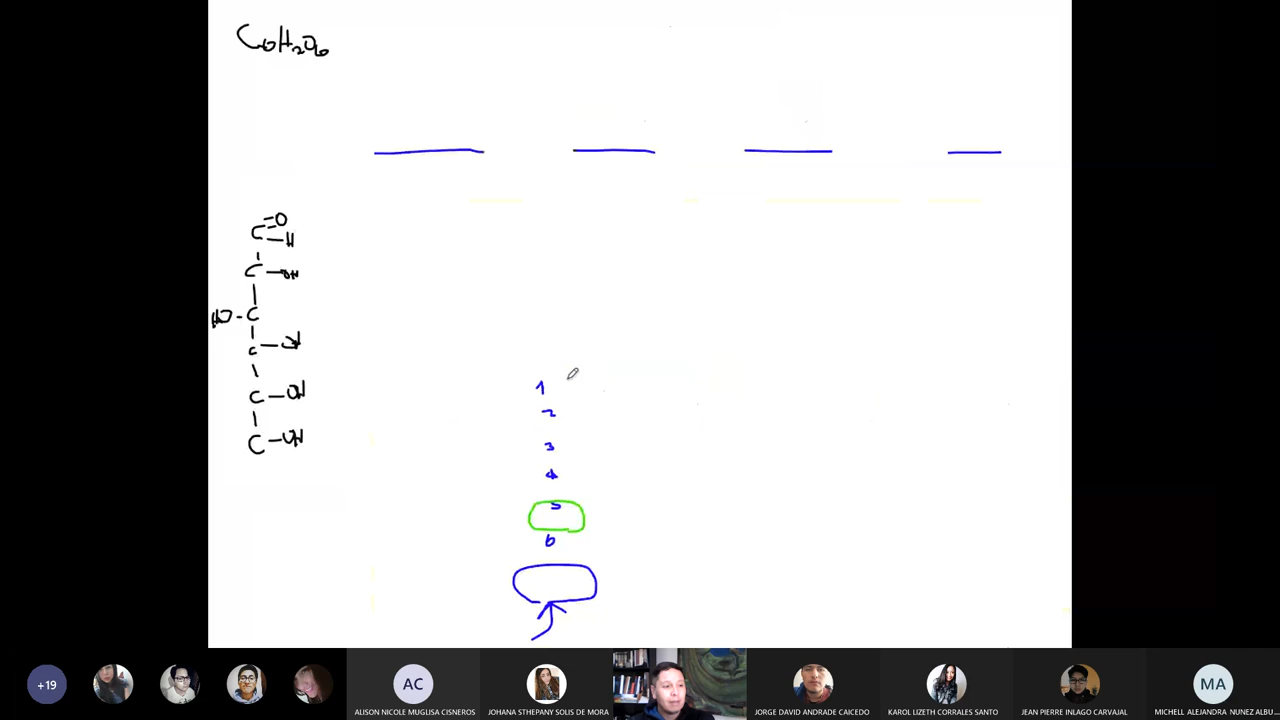 C6H2O6
=O
C-H
C-OH
HO-C
C-OH
C-OH
C-OH
1
2
3
4
5
6
+19
AC
MA
ALISON NICOLE MUGLISA CISNEROS
JOHANA STHEPANY SOLIS DE MORA
JORGE DAVID ANDRADE CAICEDO
KAROL LIZETH CORRALES SANTO
JEAN PIERRE INLAGO CARVAJAL
MICHELL ALEJANDRA NUNEZ ALBU